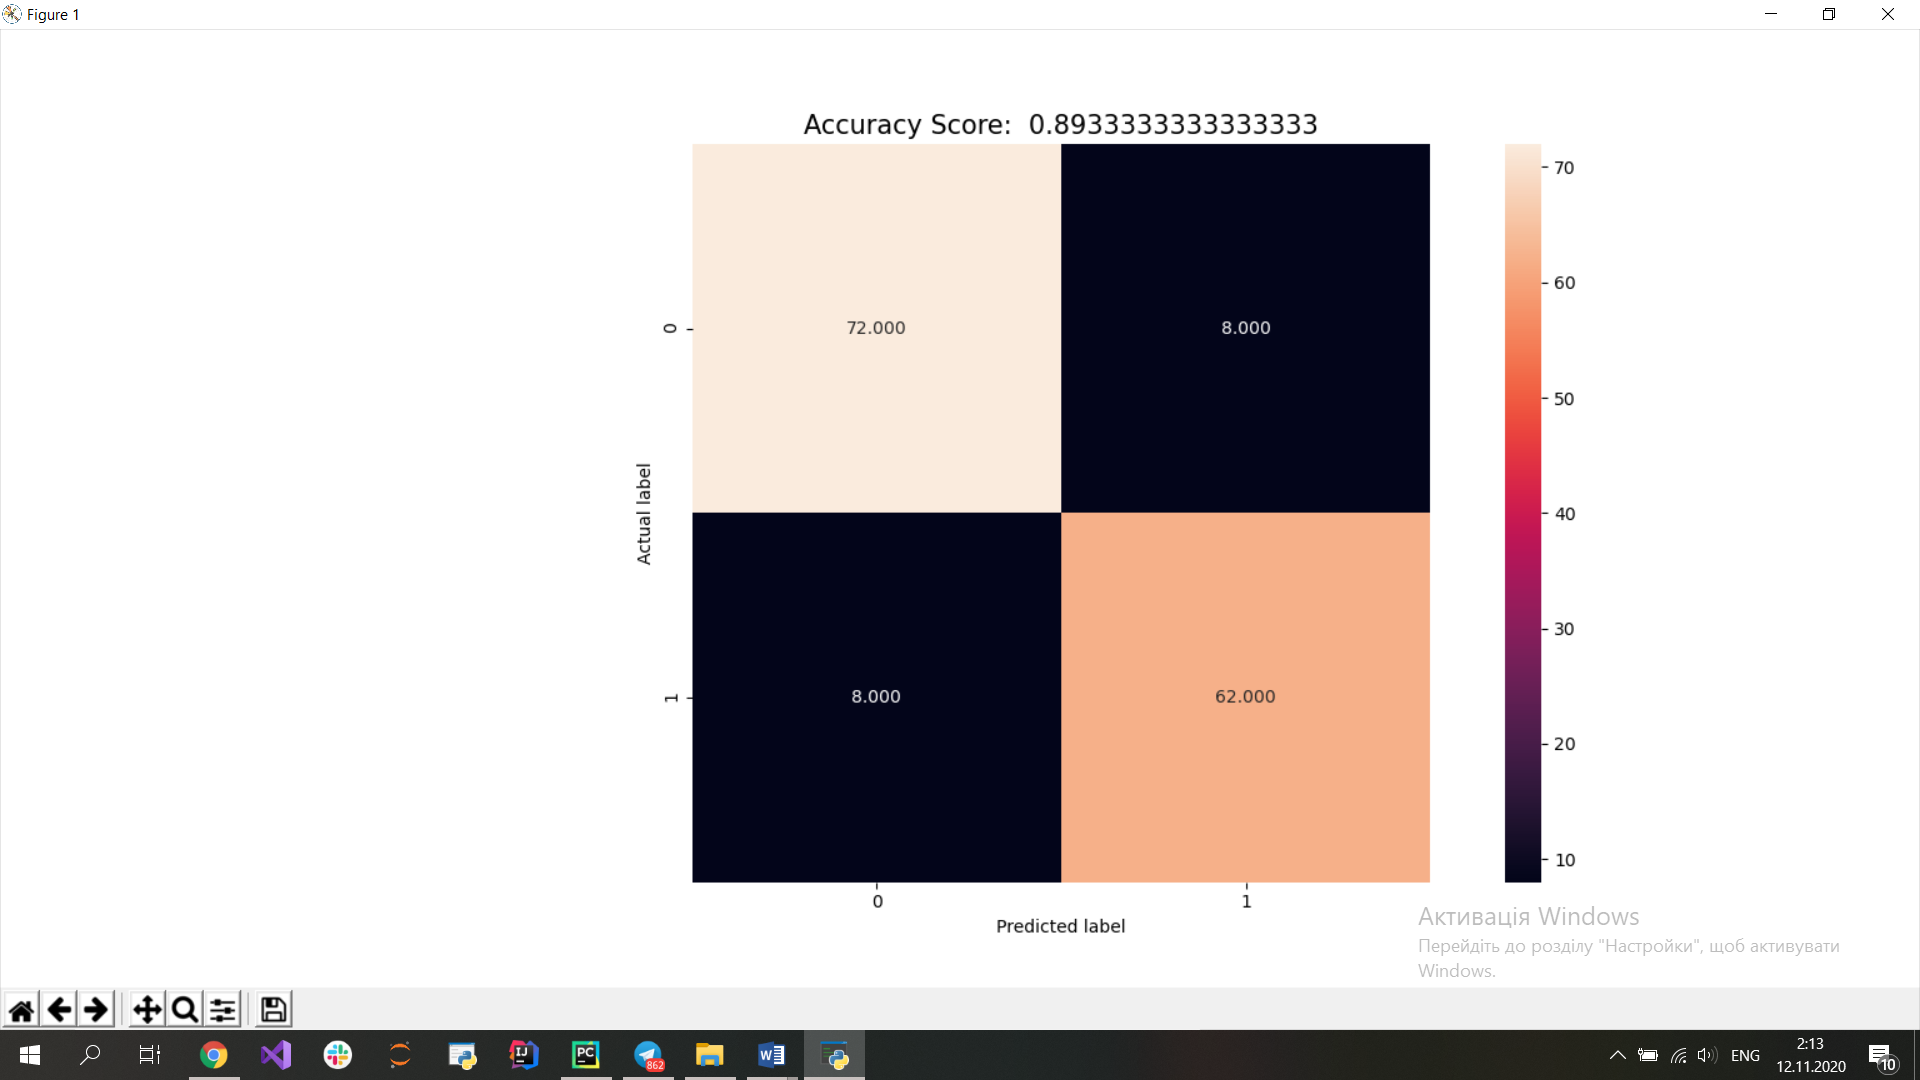 Figure 1
Accuracy Score: 0.8933333333333333
72.000
8.000
8.000
62.000
0
1
Actual label
0
1
Predicted label
70
60
50
40
30
20
10
Активація Windows
Перейдіть до розділу "Настройки", щоб активувати
Windows.
IJ
PC
862
W
ENG
2:13
12.11.2020
10